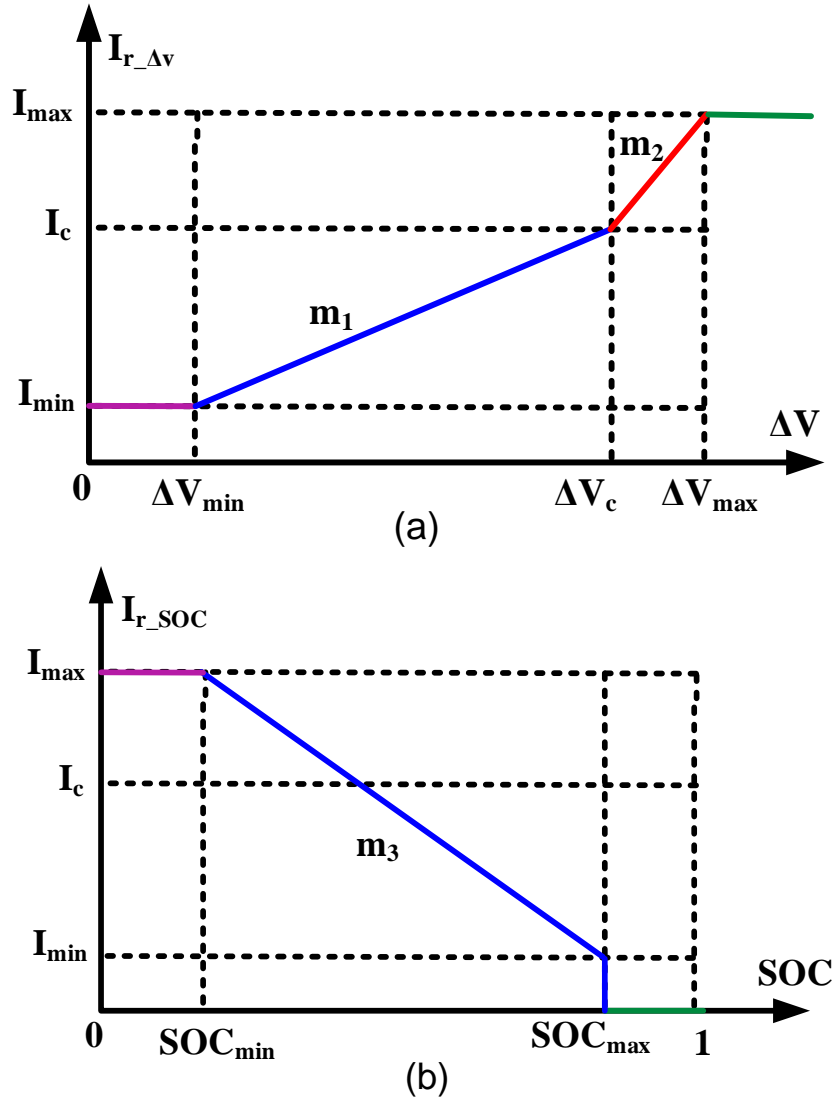 I_r_Δv
I_max
m_2
I_c
m_1
I_min
ΔV
0 ΔV_min ΔV_c ΔV_max
(a)
I_r_SOC
I_max
I_c
m_3
I_min
SOC
0 SOC_min SOC_max 1
(b)